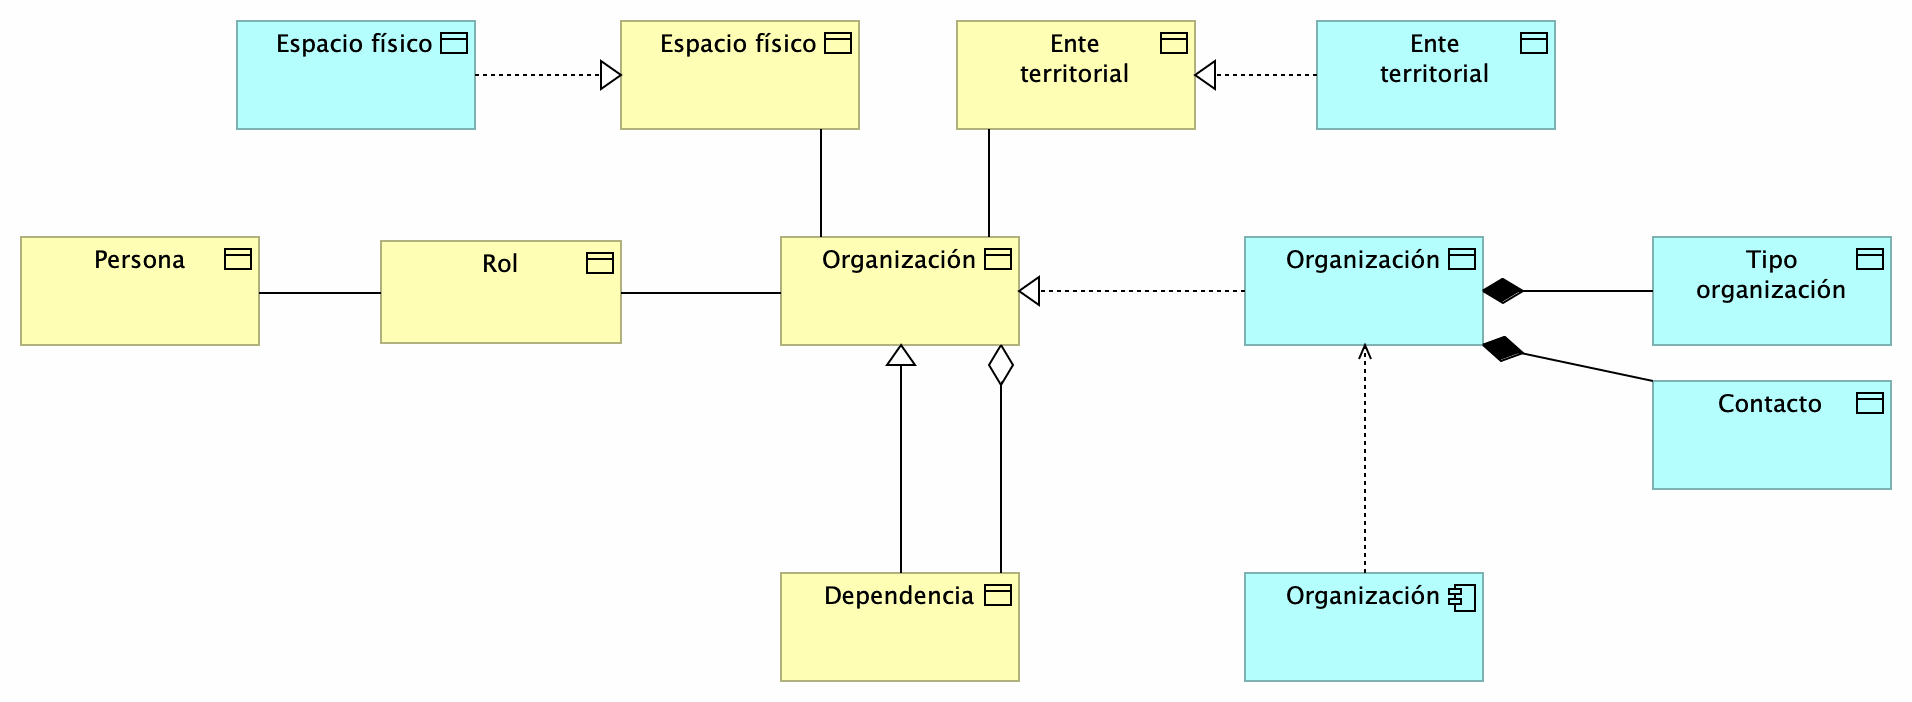 Espacio físico
Espacio físico
Ente
territorial
Ente
territorial
Persona
Rol
Organización
Organización
Tipo
organización
Contacto
Dependencia
Organización